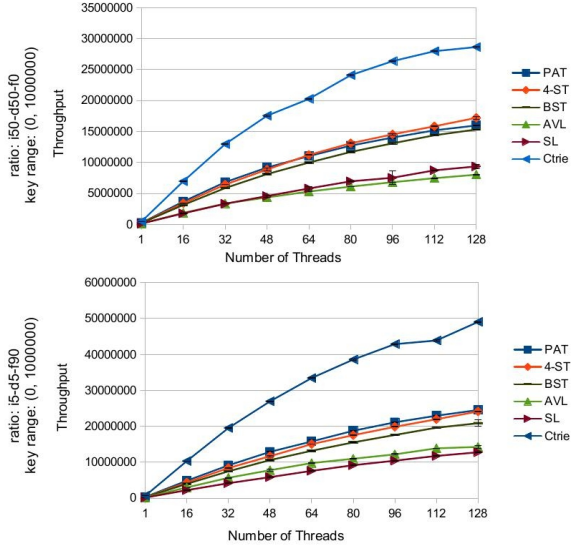 ratio: i50-d50-f0
key range: (0, 1000000)
Throughput
35000000
30000000
25000000
20000000
15000000
10000000
5000000
0
1 16 32 48 64 80 96 112 128
Number of Threads
PAT
4-ST
BST
AVL
SL
Ctrie
ratio: i5-d5-f90
key range: (0, 1000000)
Throughput
60000000
50000000
40000000
30000000
20000000
10000000
0
1 16 32 48 64 80 96 112 128
Number of Threads
PAT
4-ST
BST
AVL
SL
Ctrie